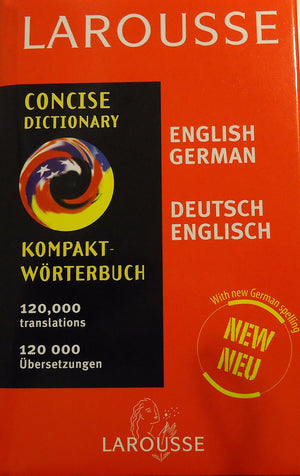 LAROUSSE
CONCISE
DICTIONARY
ENGLISH
GERMAN
DEUTSCH
ENGLISCH
KOMPAKT-
WÖRTERBUCH
120,000
translations
120 000
Übersetzungen
With new German spelling
NEW
NEU
LAROUSSE